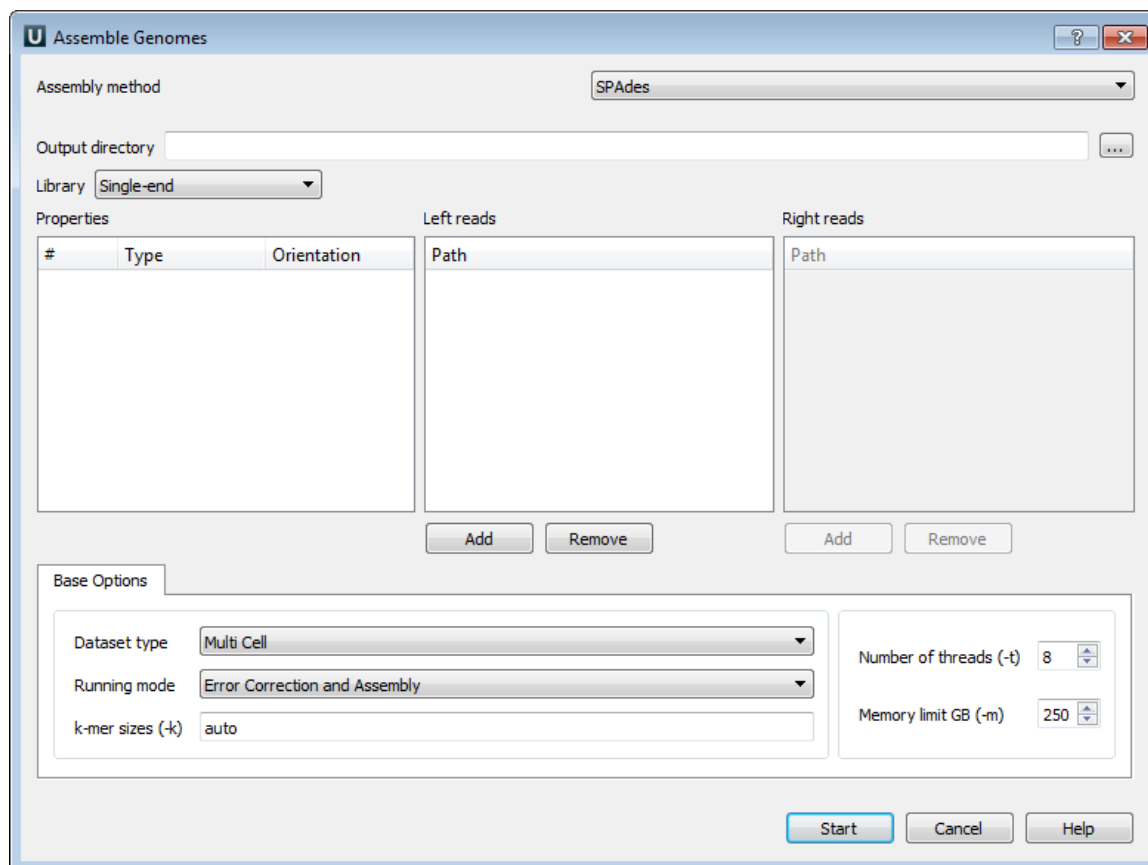 U Assemble Genomes ?
Assembly method SPAdes
Output directory ...
Library Single-end
Properties Left reads Right reads
# Type Orientation Path Path
Add Remove Add Remove
Base Options
Dataset type Multi Cell
Number of threads (-t) 8
Running mode Error Correction and Assembly
Memory limit GB (-m) 250
k-mer sizes (-k) auto
Start Cancel Help